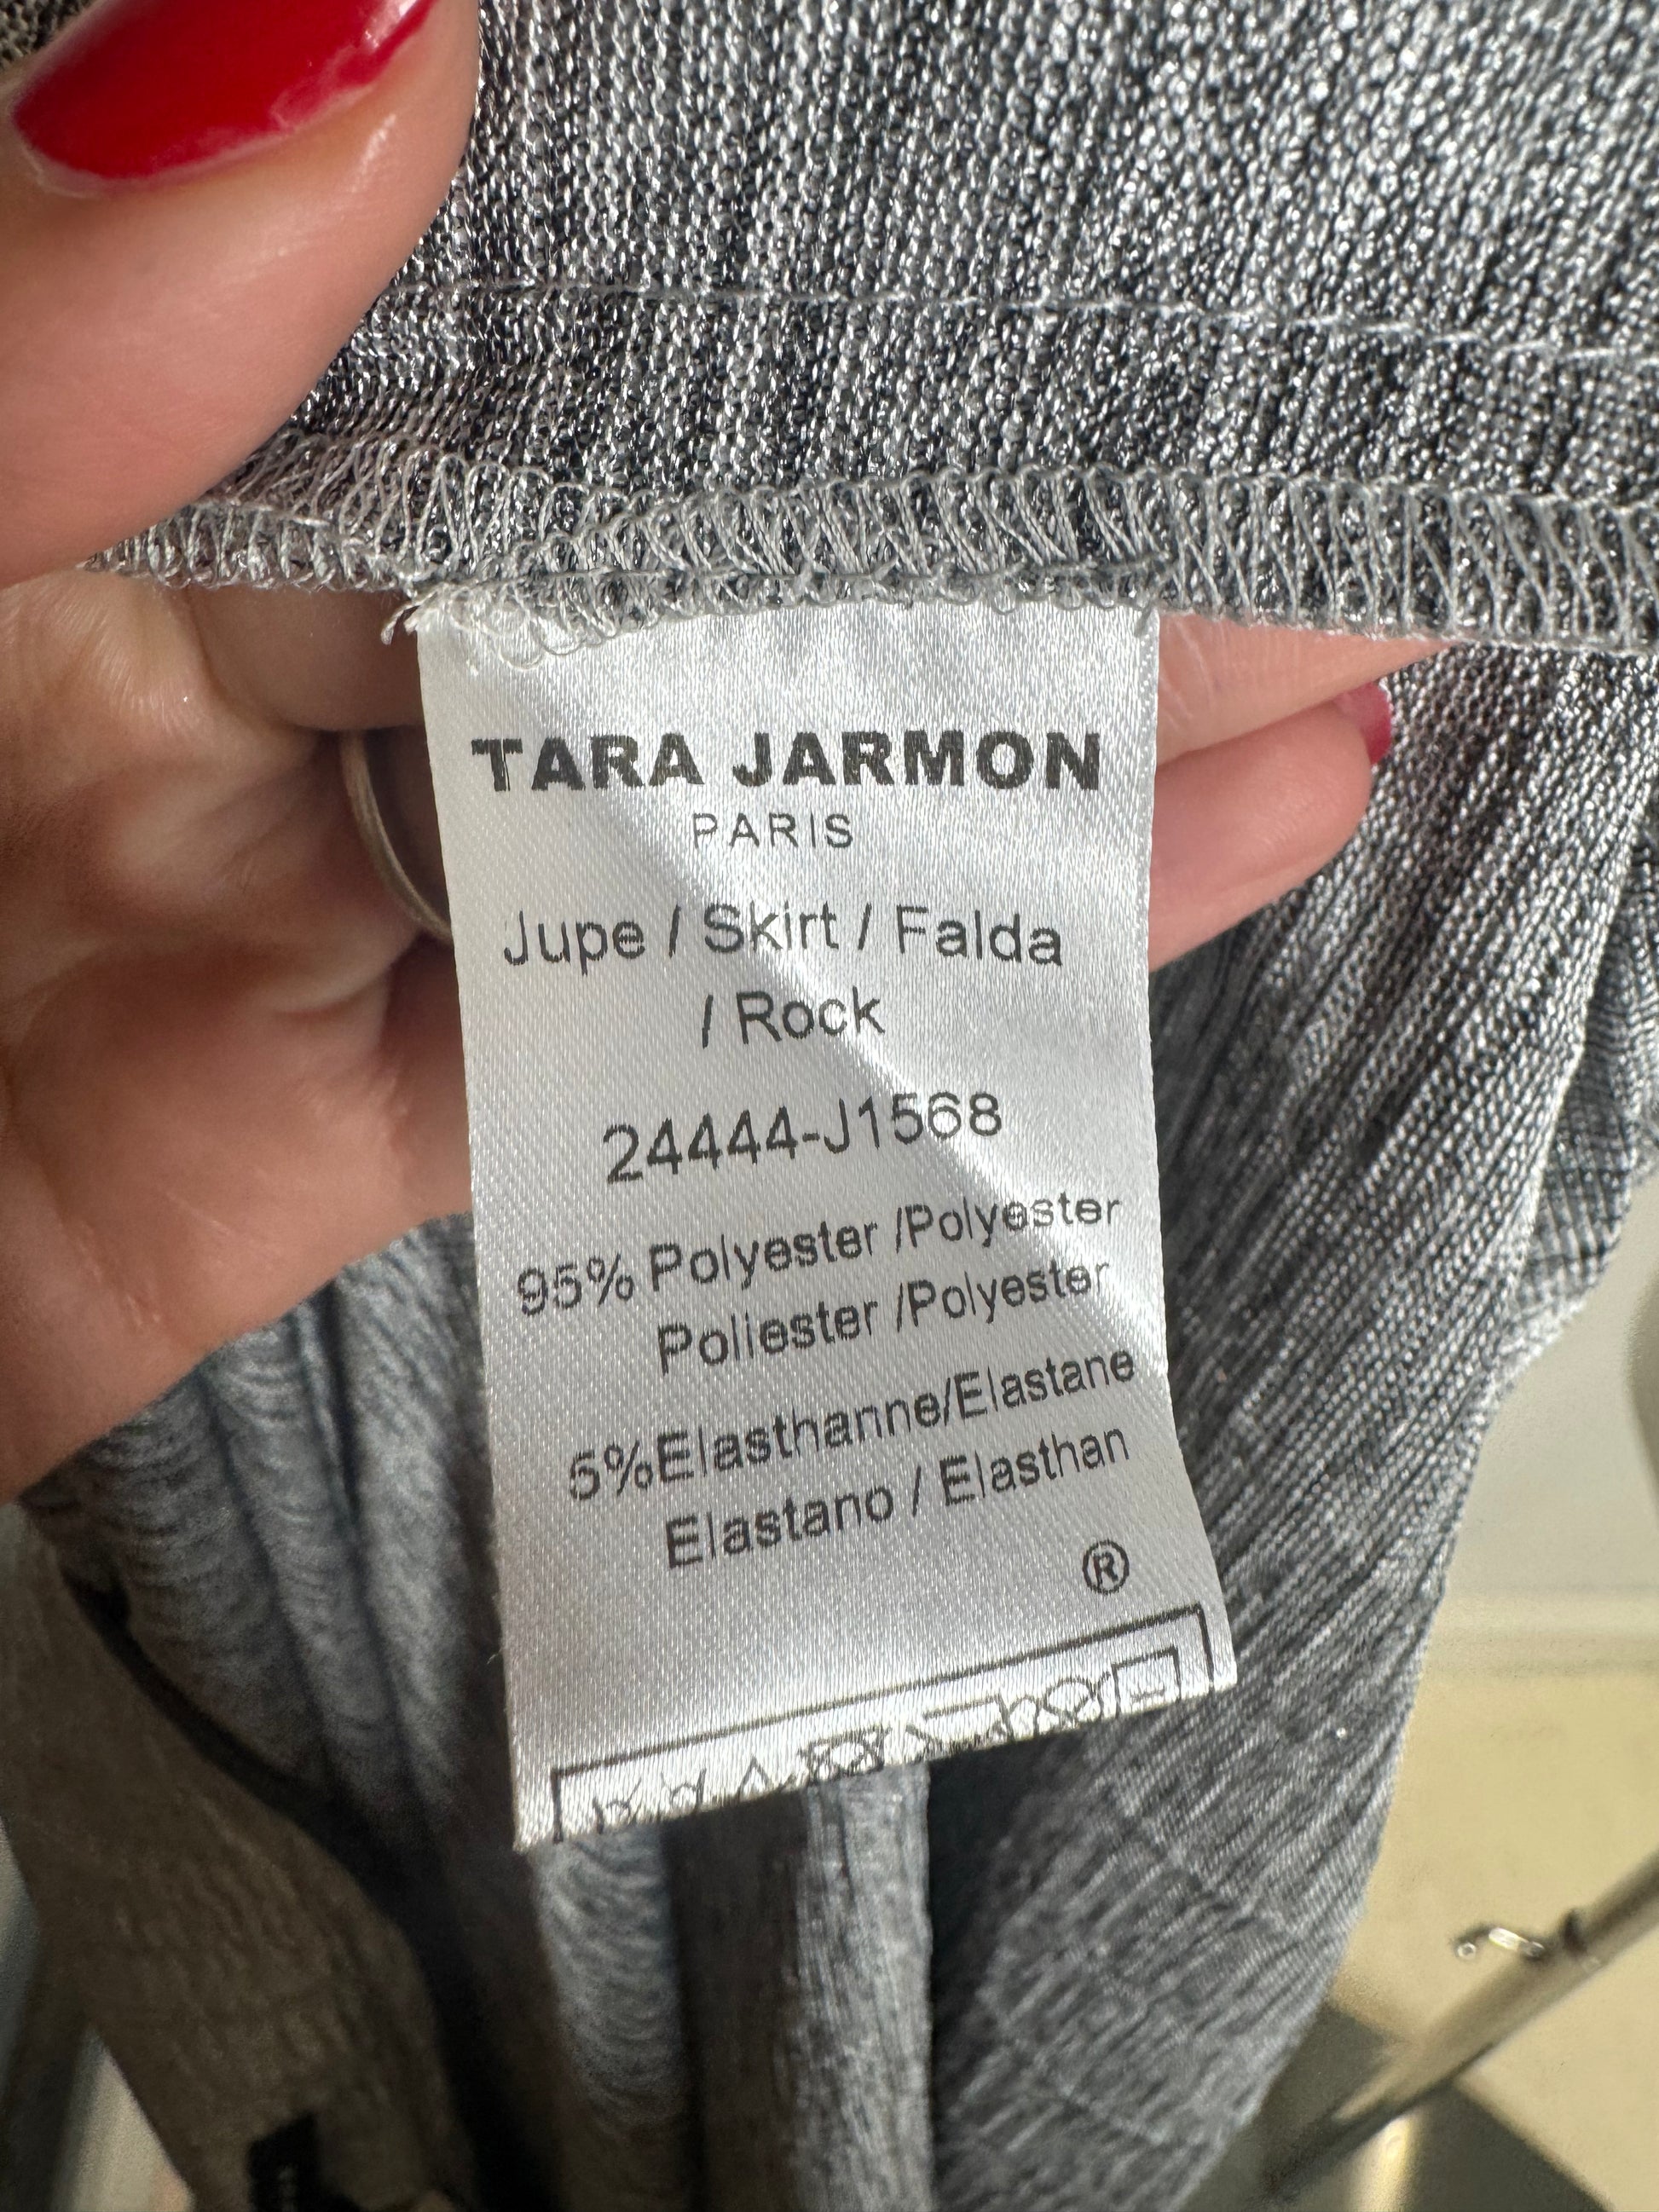 TARA JARMON
PARIS
Jupe / Skirt / Falda
/ Rock
24444-J1568
95% Polyester /Polyester
Poliester /Polyester
5%Elasthanne/Elastane
Elastano / Elasthan
®